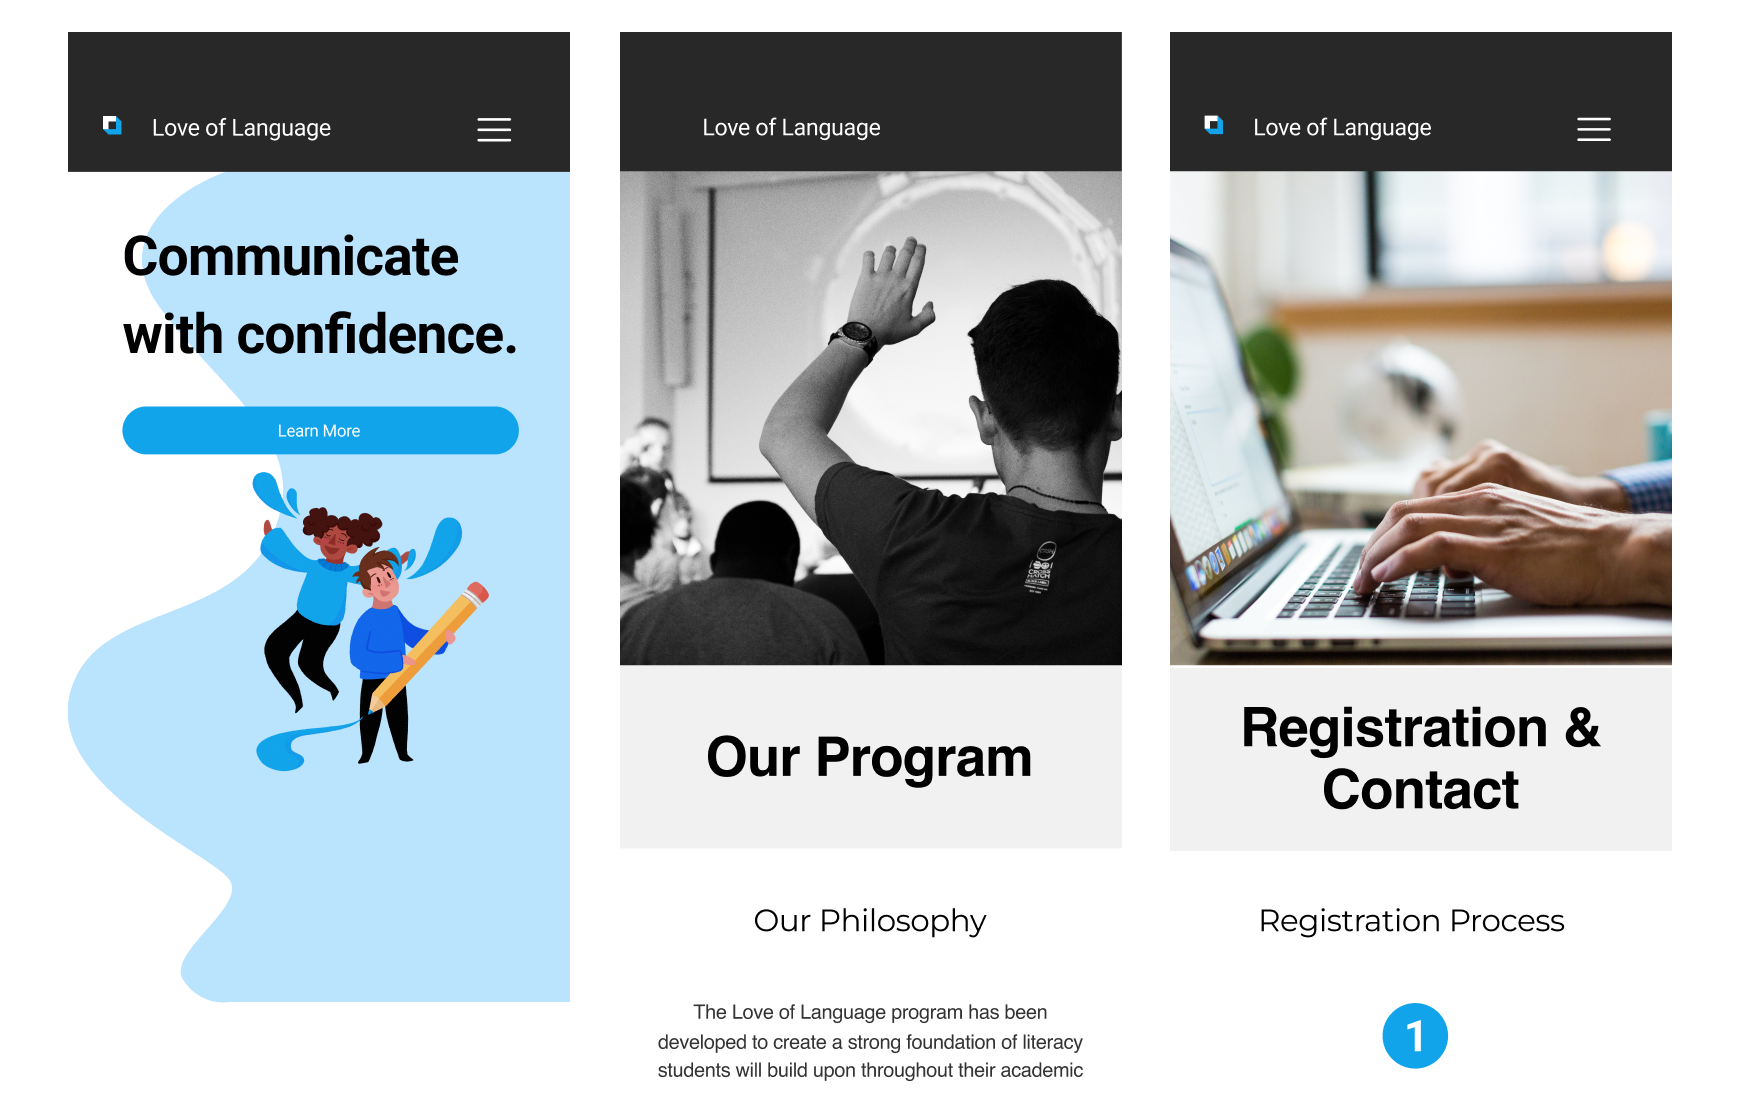 Love of Language
Communicate
with confidence.
Learn More
Love of Language
CROSS
HATCH
Our Program
Our Philosophy
The Love of Language program has been
developed to create a strong foundation of literacy
students will build upon throughout their academic
Love of Language
Registration &
Contact
Registration Process
1